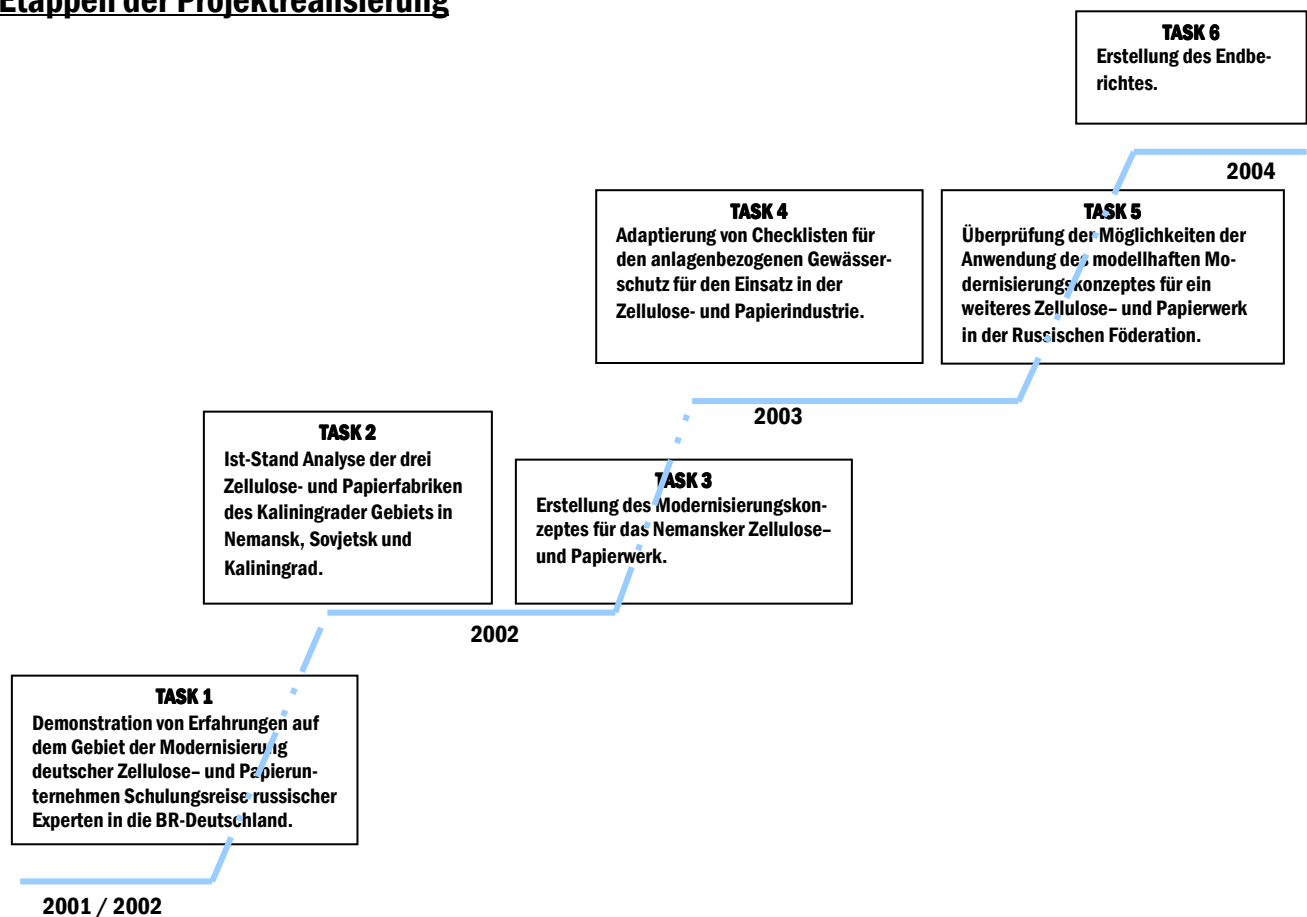 Etappen der Projektrealisierung
TASK 6
Erstellung des Endbe-
richtes.
2004
TASK 4
Adaptierung von Checklisten für
den anlagenbezogenen Gewässer-
schutz für den Einsatz in der
Zellulose- und Papierindustrie.
TASK 5
Überprüfung der Möglichkeiten der
Anwendung des modellhaften Mo-
dernisierungskonzeptes für ein
weiteres Zellulose– und Papierwerk
in der Russischen Föderation.
2003
TASK 2
Ist-Stand Analyse der drei
Zellulose- und Papierfabriken
des Kaliningrader Gebiets in
Nemansk, Sovjetsk und
Kaliningrad.
TASK 3
Erstellung des Modernisierungskon-
zeptes für das Nemansker Zellulose–
und Papierwerk.
2002
TASK 1
Demonstration von Erfahrungen auf
dem Gebiet der Modernisierung
deutscher Zellulose– und Papierun-
ternehmen Schulungsreise russischer
Experten in die BR-Deutschland.
2001 / 2002